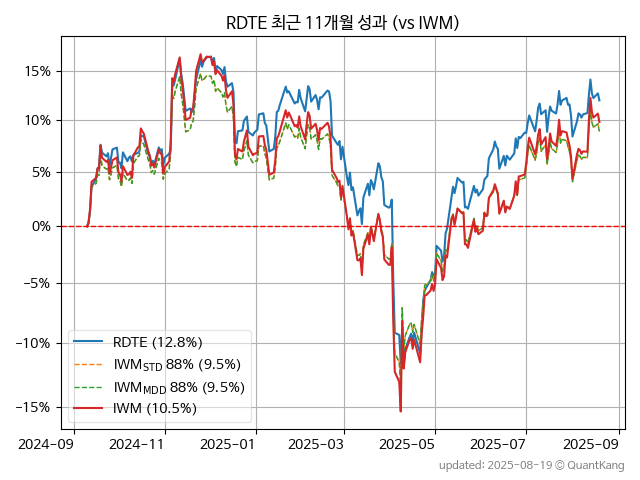 RDTE 최근 11개월 성과 (vs IWM)
15%
10%
5%
0%
−5%
−10%
−15%
RDTE (12.8%)
IWM_STD 88% (9.5%)
IWM_MDD 88% (9.5%)
IWM (10.5%)
2024-09 2024-11 2025-01 2025-03 2025-05 2025-07 2025-09
updated: 2025-08-19 © QuantKang